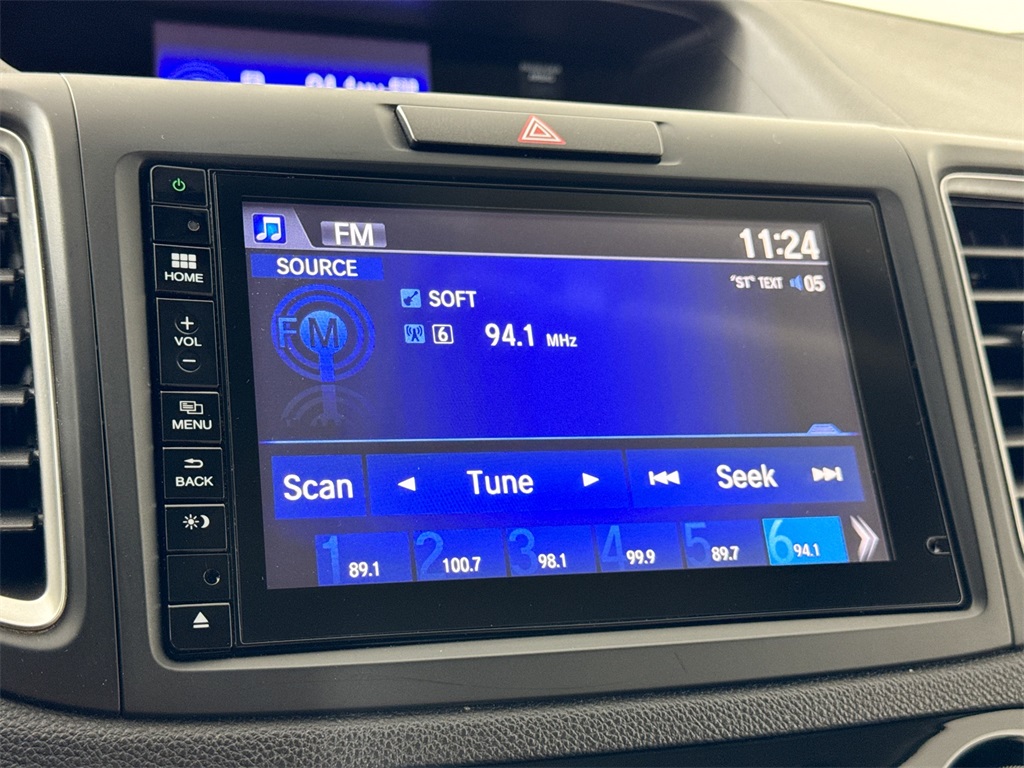 FM
11:24
SOURCE
"ST" TEXT 05
SOFT
FM
6 94.1 MHz
HOME
+
VOL
−
MENU
BACK
Scan Tune Seek
1 89.1 2 100.7 3 98.1 4 99.9 5 89.7 6 94.1